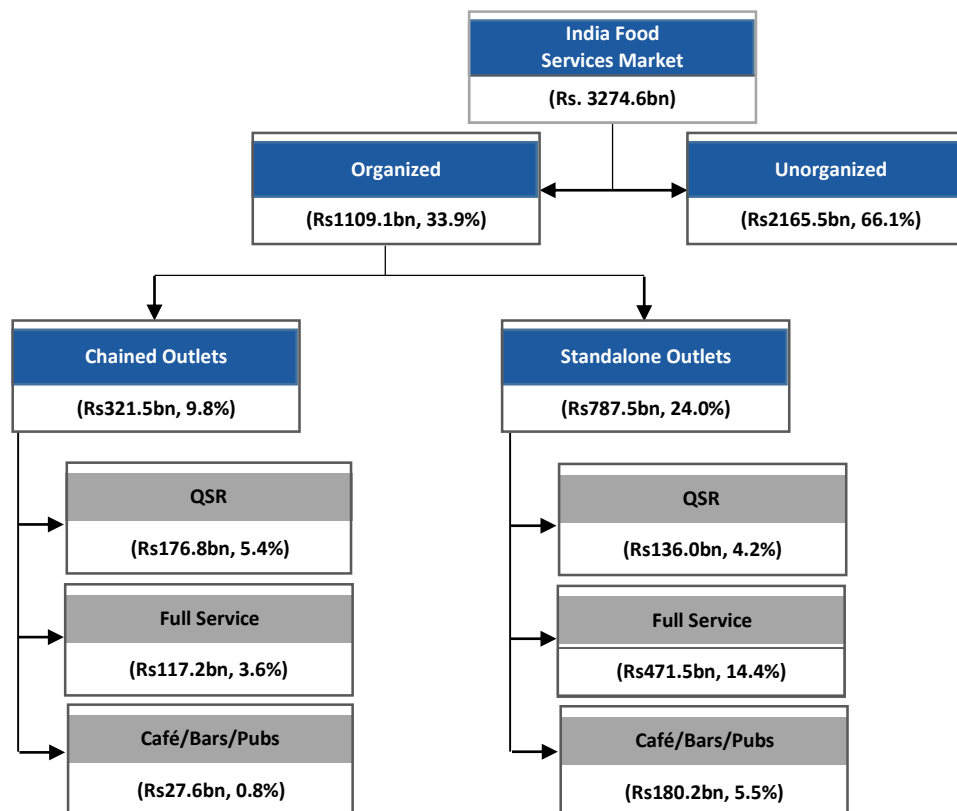 India Food
Services Market
(Rs. 3274.6bn)
Organized
(Rs1109.1bn, 33.9%)
Unorganized
(Rs2165.5bn, 66.1%)
Chained Outlets
(Rs321.5bn, 9.8%)
Standalone Outlets
(Rs787.5bn, 24.0%)
QSR
(Rs176.8bn, 5.4%)
Full Service
(Rs117.2bn, 3.6%)
Café/Bars/Pubs
(Rs27.6bn, 0.8%)
QSR
(Rs136.0bn, 4.2%)
Full Service
(Rs471.5bn, 14.4%)
Café/Bars/Pubs
(Rs180.2bn, 5.5%)